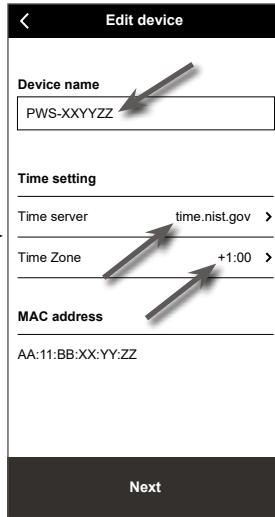 Edit device
Device name
PWS-XXYYZZ
Time setting
Time server time.nist.gov
Time Zone +1:00
MAC address
AA:11:BB:XX:YY:ZZ
Next